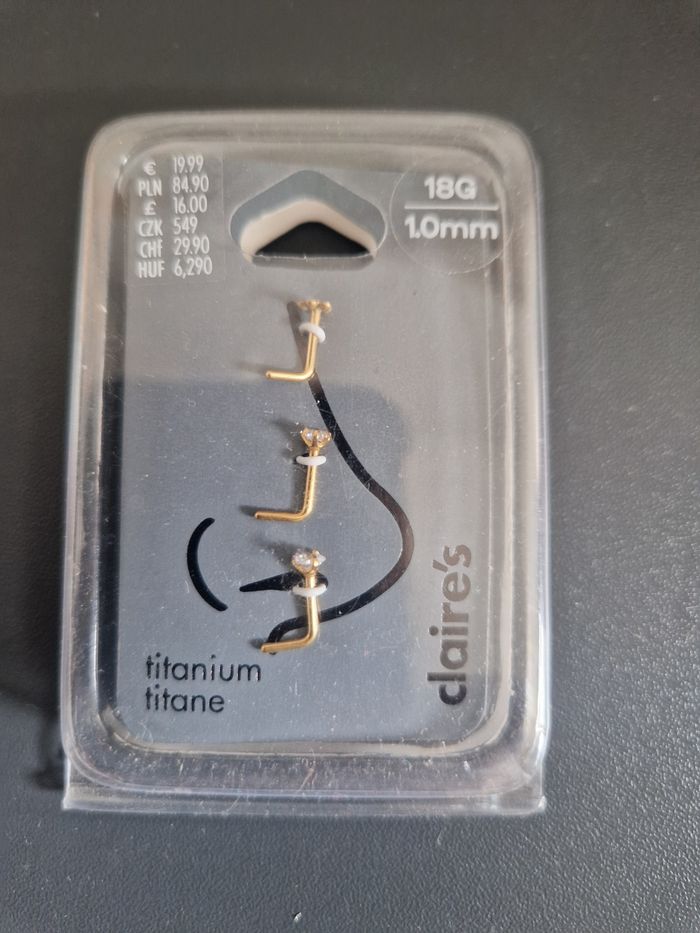 € 19.99
PLN 84.90
£ 16.00
CZK 549
CHF 29.90
HUF 6,290
18G
1.0mm
claire's
titanium
titane